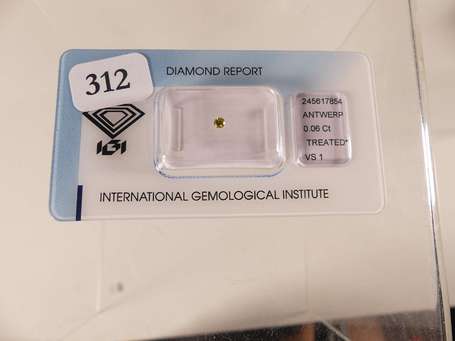 312
DIAMOND REPORT
IGI
245617854
ANTWERP
0.06 Ct
TREATED*
VS 1
INTERNATIONAL GEMOLOGICAL INSTITUTE